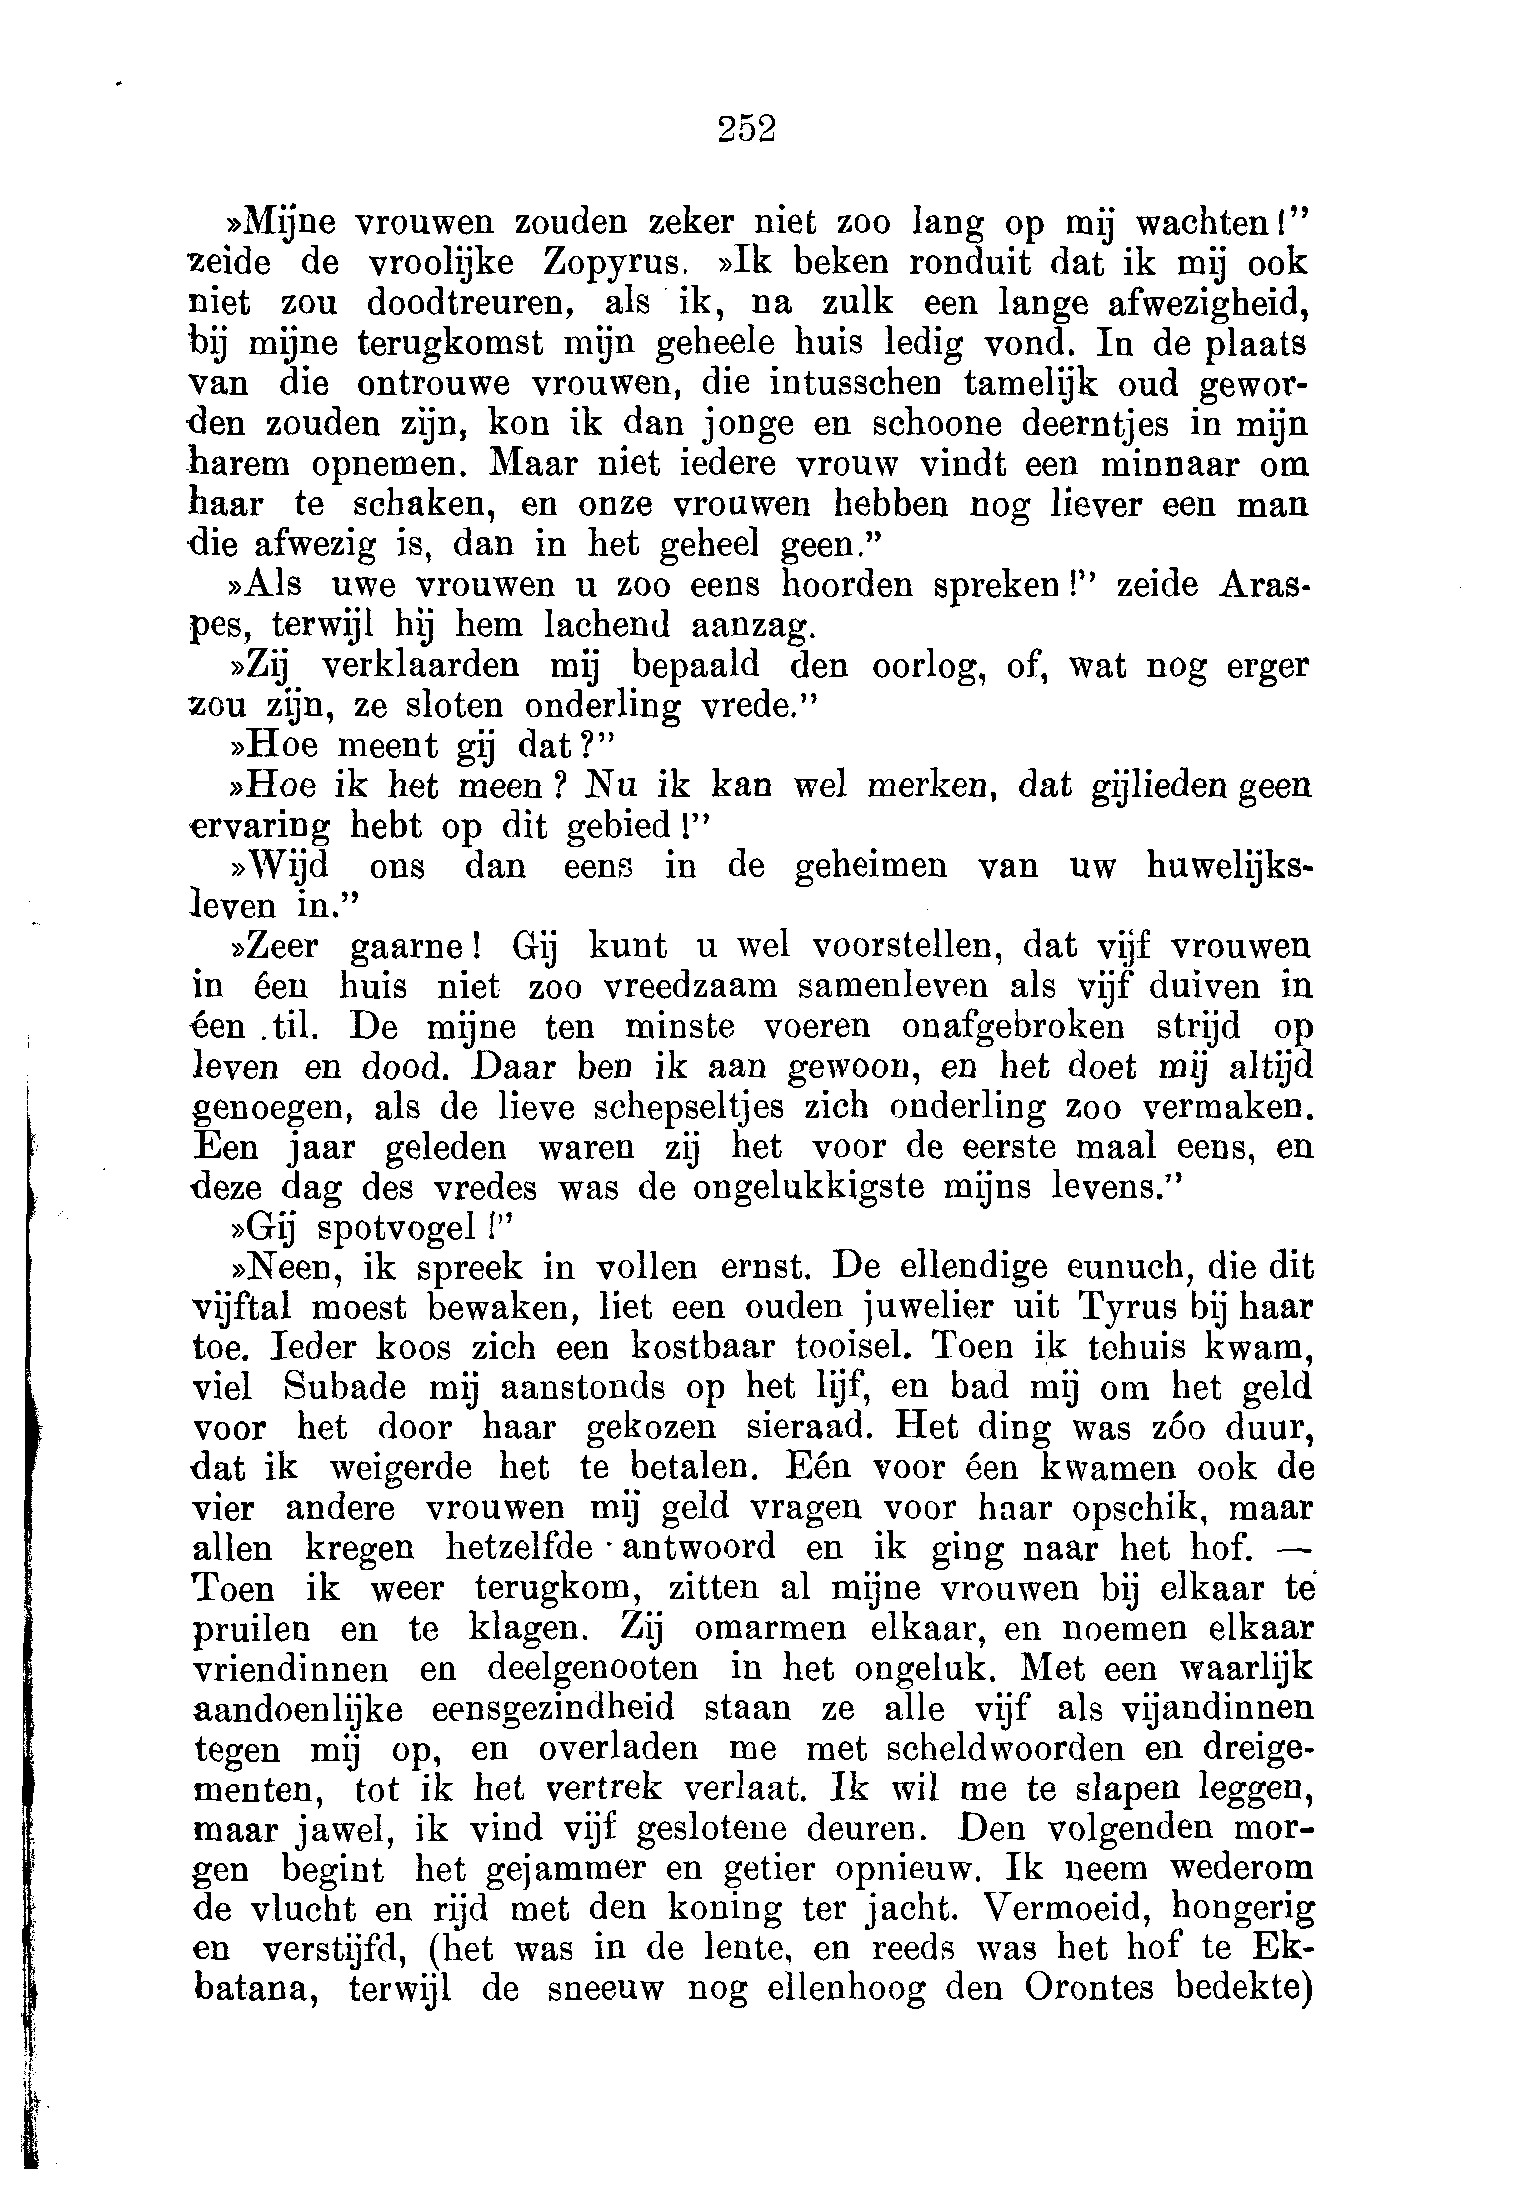 252
»Mijne vrouwen zouden zeker niet zoo lang op mij wachten!”
zeide de vroolijke Zopyrus. »Ik beken ronduit dat ik mij ook
niet zou doodtreuren, als ik, na zulk een lange afwezigheid,
bij mijne terugkomst mijn geheele huis ledig vond. In de plaats
van die ontrouwe vrouwen, die intusschen tamelijk oud gewor-
den zouden zijn, kon ik dan jonge en schoone deerntjes in mijn
harem opnemen. Maar niet iedere vrouw vindt een minnaar om
haar te schaken, en onze vrouwen hebben nog liever een man
die afwezig is, dan in het geheel geen.”
»Als uwe vrouwen u zoo eens hoorden spreken!” zeide Aras-
pes, terwijl hij hem lachend aanzag.
»Zij verklaarden mij bepaald den oorlog, of, wat nog erger
zou zijn, ze sloten onderling vrede.”
»Hoe meent gij dat?”
»Hoe ik het meen? Nu ik kan wel merken, dat gijlieden geen
ervaring hebt op dit gebied!”
»Wijd ons dan eens in de geheimen van uw huwelijks-
leven in.”
»Zeer gaarne! Gij kunt u wel voorstellen, dat vijf vrouwen
in éen huis niet zoo vreedzaam samenleven als vijf duiven in
éen til. De mijne ten minste voeren onafgebroken strijd op
leven en dood. Daar ben ik aan gewoon, en het doet mij altijd
genoegen, als de lieve schepseltjes zich onderling zoo vermaken.
Een jaar geleden waren zij het voor de eerste maal eens, en
deze dag des vredes was de ongelukkigste mijns levens.”
»Gij spotvogel!”
»Neen, ik spreek in vollen ernst. De ellendige eunuch, die dit
vijftal moest bewaken, liet een ouden juwelier uit Tyrus bij haar
toe. Ieder koos zich een kostbaar tooisel. Toen ik tehuis kwam,
viel Subade mij aanstonds op het lijf, en bad mij om het geld
voor het door haar gekozen sieraad. Het ding was zóo duur,
dat ik weigerde het te betalen. Eén voor éen kwamen ook de
vier andere vrouwen mij geld vragen voor haar opschik, maar
allen kregen hetzelfde antwoord en ik ging naar het hof. —
Toen ik weer terugkom, zitten al mijne vrouwen bij elkaar te
pruilen en te klagen. Zij omarmen elkaar, en noemen elkaar
vriendinnen en deelgenooten in het ongeluk. Met een waarlijk
aandoenlijke eensgezindheid staan ze alle vijf als vijandinnen
tegen mij op, en overladen me met scheldwoorden en dreige-
menten, tot ik het vertrek verlaat. Ik wil me te slapen leggen,
maar jawel, ik vind vijf geslotene deuren. Den volgenden mor-
gen begint het gejammer en getier opnieuw. Ik neem wederom
de vlucht en rijd met den koning ter jacht. Vermoeid, hongerig
en verstijfd, (het was in de lente, en reeds was het hof te Ek-
batana, terwijl de sneeuw nog ellenhoog den Orontes bedekte)